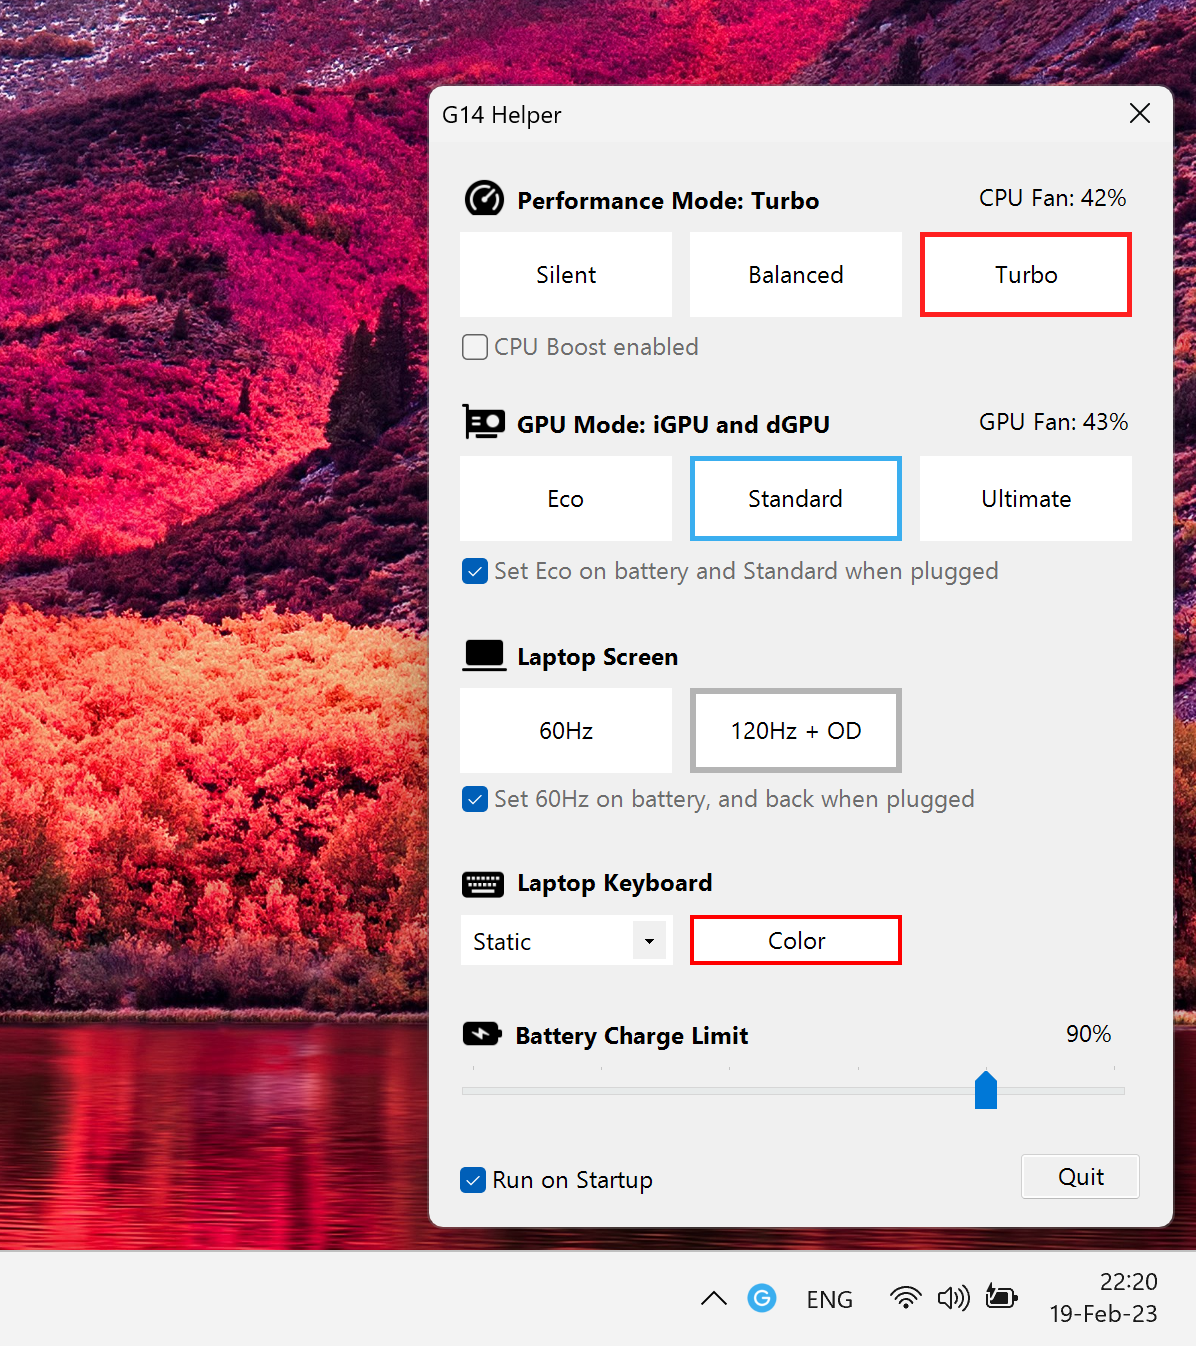 G14 Helper
Performance Mode: Turbo
CPU Fan: 42%
Silent
Balanced
Turbo
CPU Boost enabled
GPU Mode: iGPU and dGPU
GPU Fan: 43%
Eco
Standard
Ultimate
Set Eco on battery and Standard when plugged
Laptop Screen
60Hz
120Hz + OD
Set 60Hz on battery, and back when plugged
Laptop Keyboard
Static
Color
Battery Charge Limit
90%
Run on Startup
Quit
G
ENG
22:20
19-Feb-23